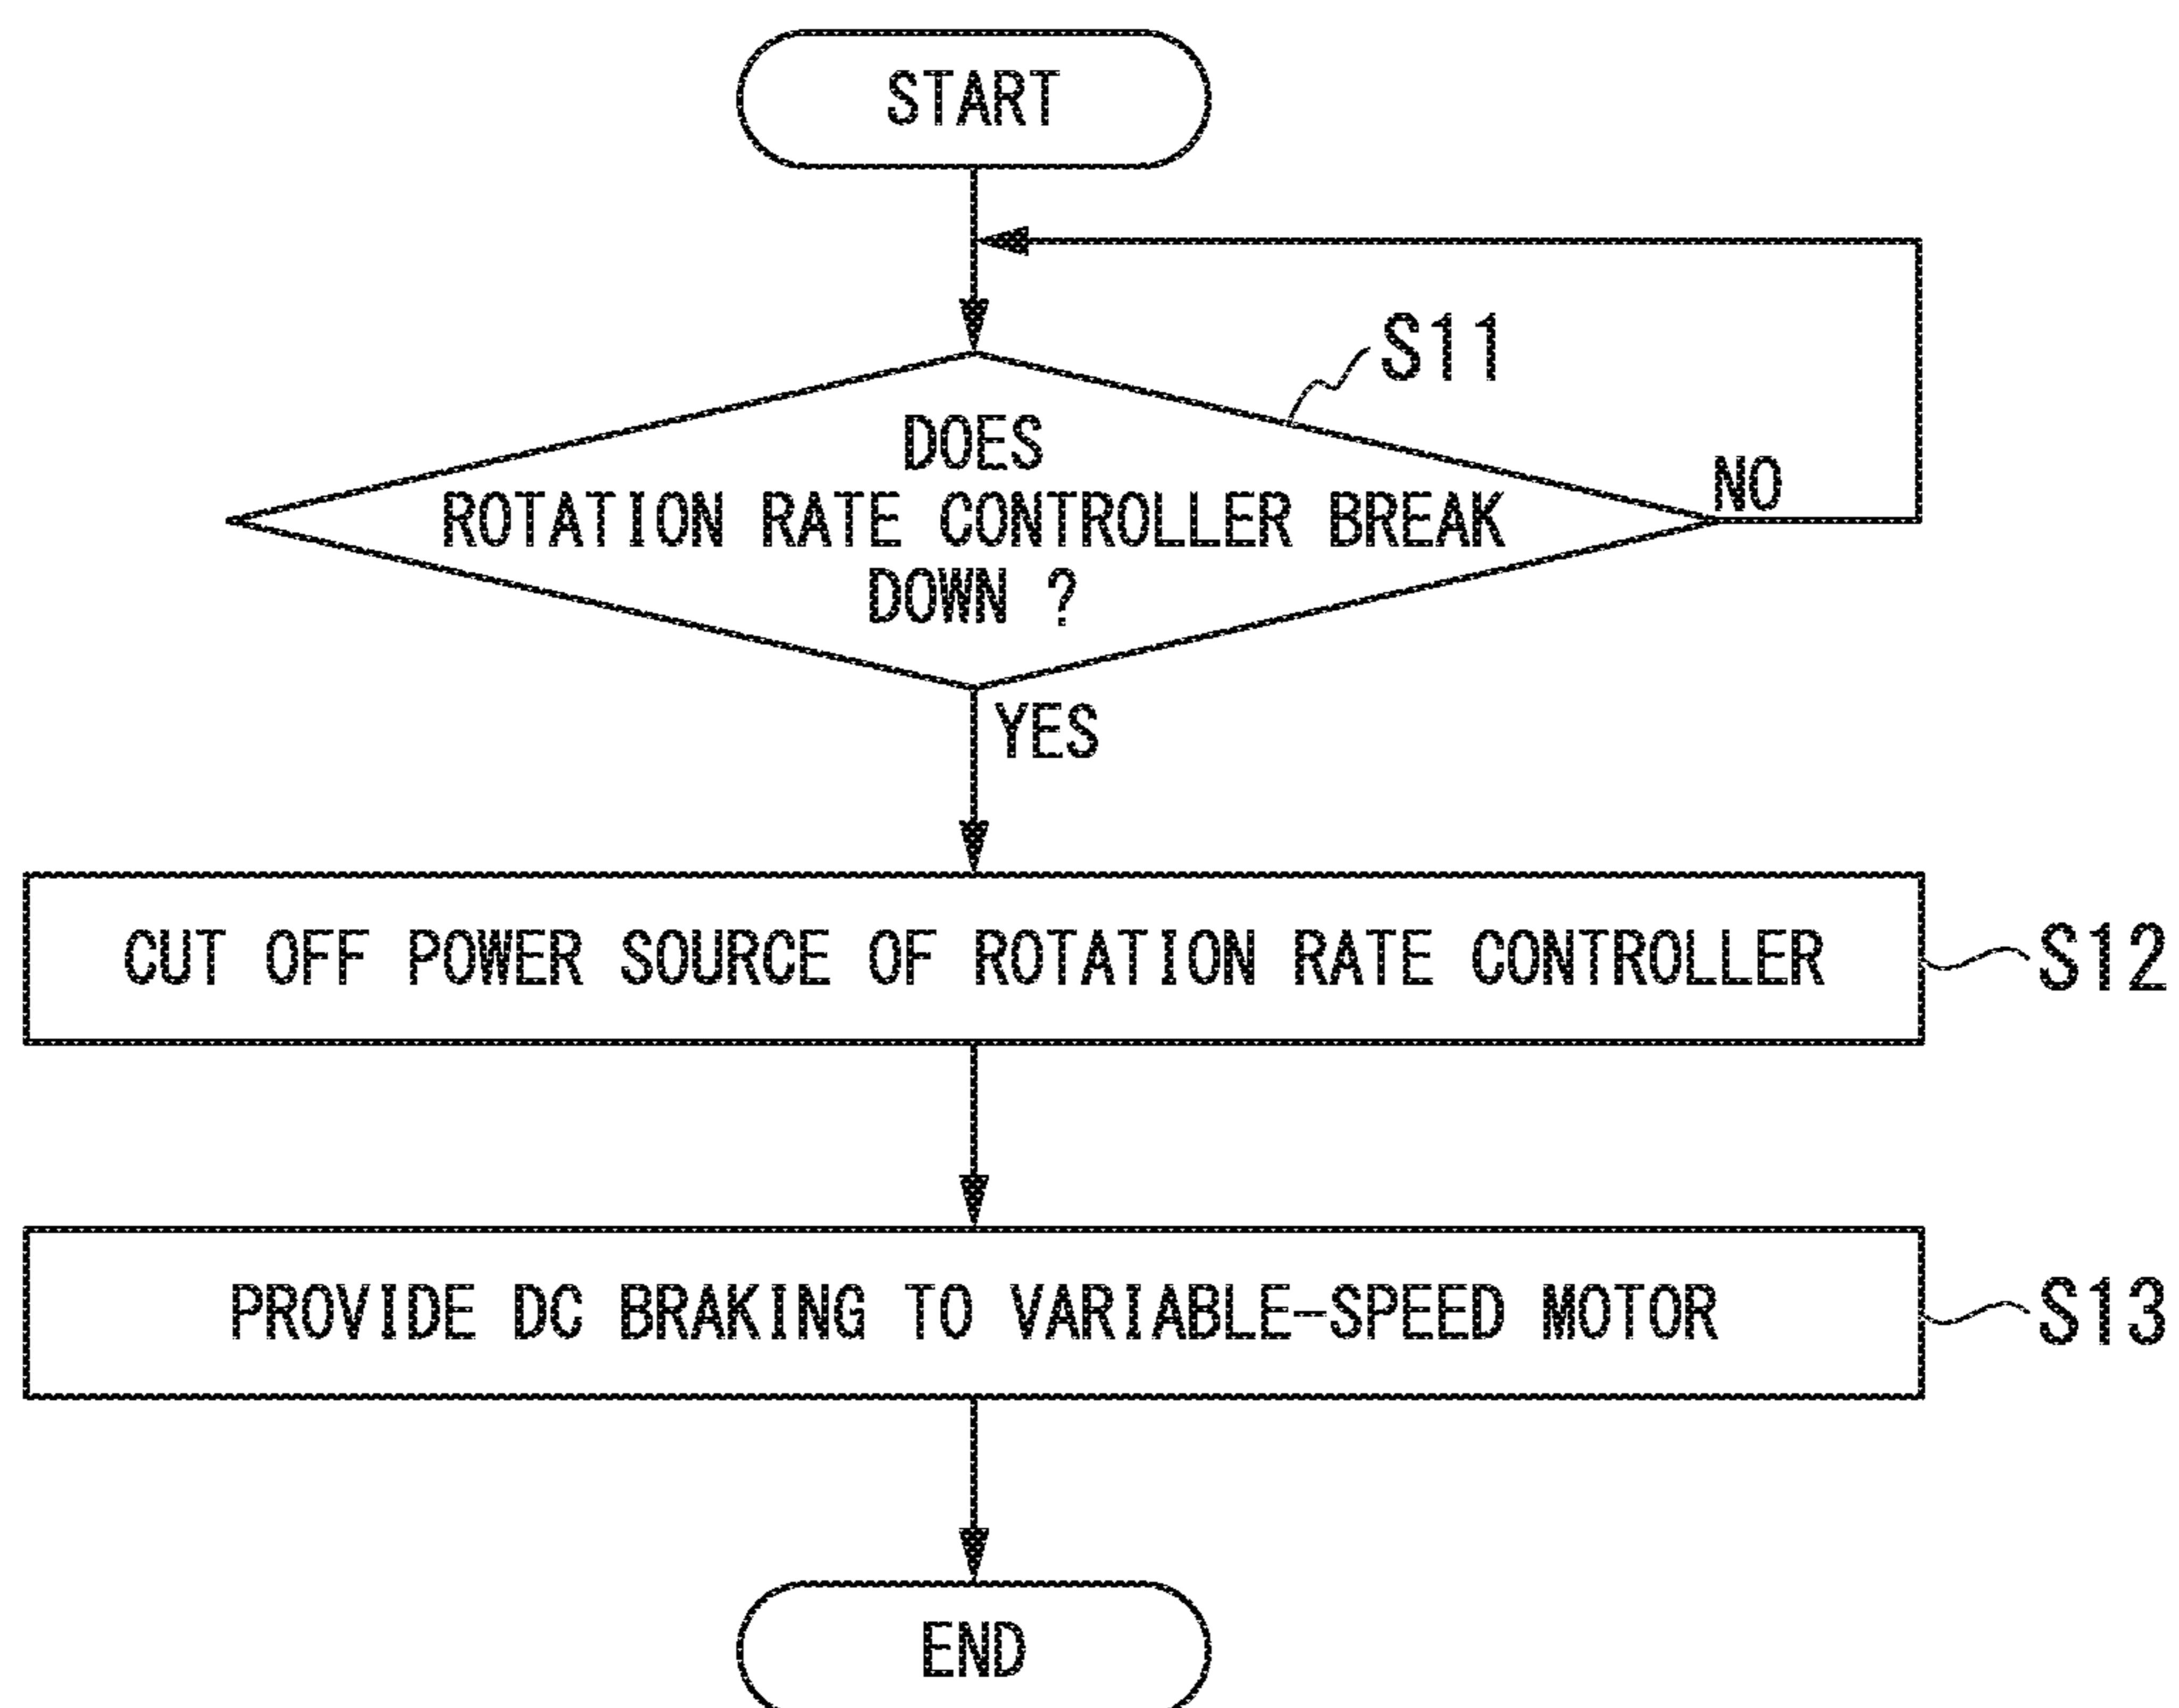 START
S11
DOES
ROTATION RATE CONTROLLER BREAK
DOWN ?
NO
YES
CUT OFF POWER SOURCE OF ROTATION RATE CONTROLLER
S12
PROVIDE DC BRAKING TO VARIABLE-SPEED MOTOR
S13
END